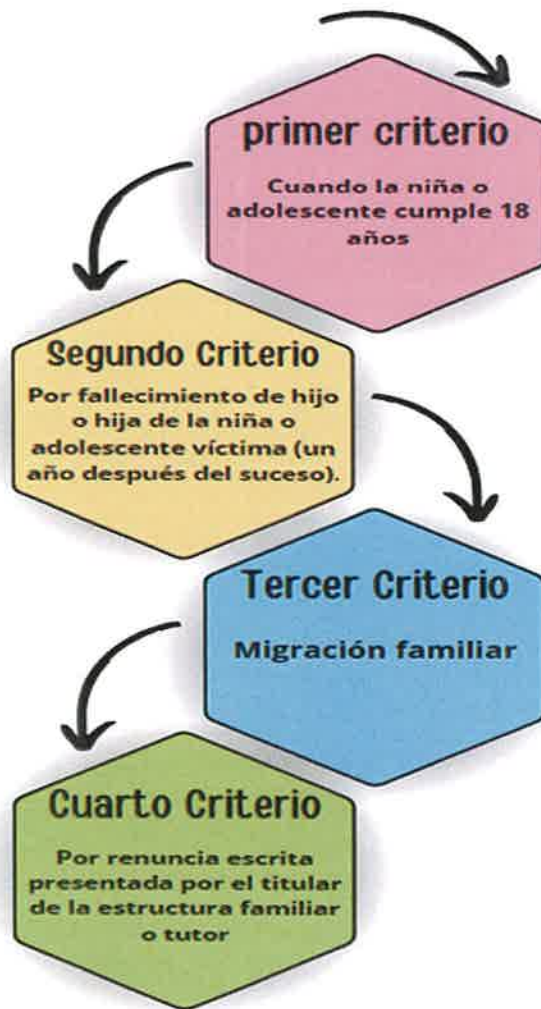 primer criterio
Cuando la niña o
adolescente cumple 18
años
Segundo Criterio
Por fallecimiento de hijo
o hija de la niña o
adolescente víctima (un
año después del suceso).
Tercer Criterio
Migración familiar
Cuarto Criterio
Por renuncia escrita
presentada por el titular
de la estructura familiar
o tutor